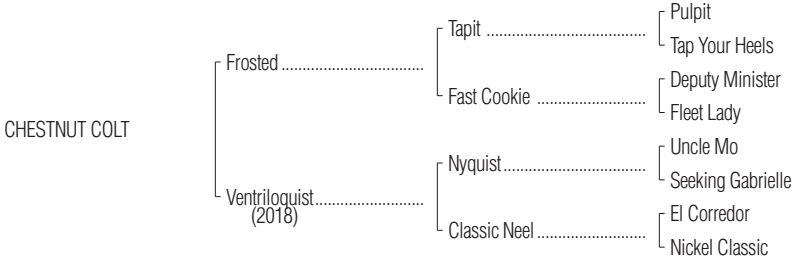 Pulpit
Tapit
Tap Your Heels
Frosted
Deputy Minister
Fast Cookie
Fleet Lady
CHESTNUT COLT
Uncle Mo
Nyquist
Seeking Gabrielle
Ventriloquist
(2018)
El Corredor
Classic Neel
Nickel Classic